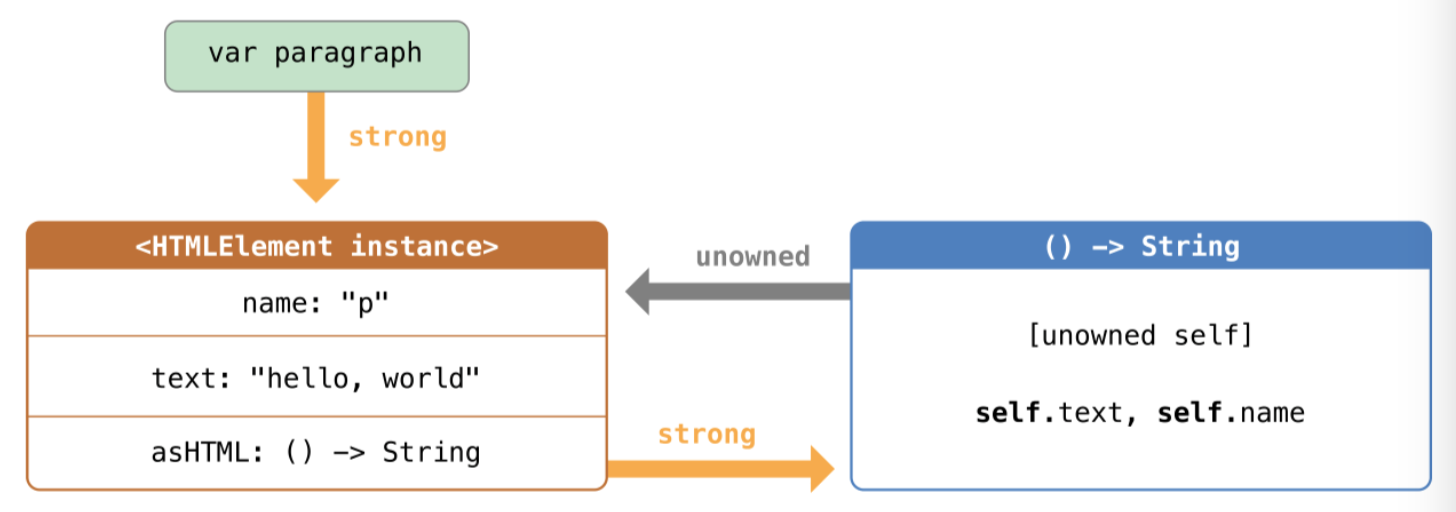 var paragraph
strong
<HTMLElement instance>
name: "p"
text: "hello, world"
asHTML: () -> String
unowned
strong
() -> String
[unowned self]
self.text, self.name